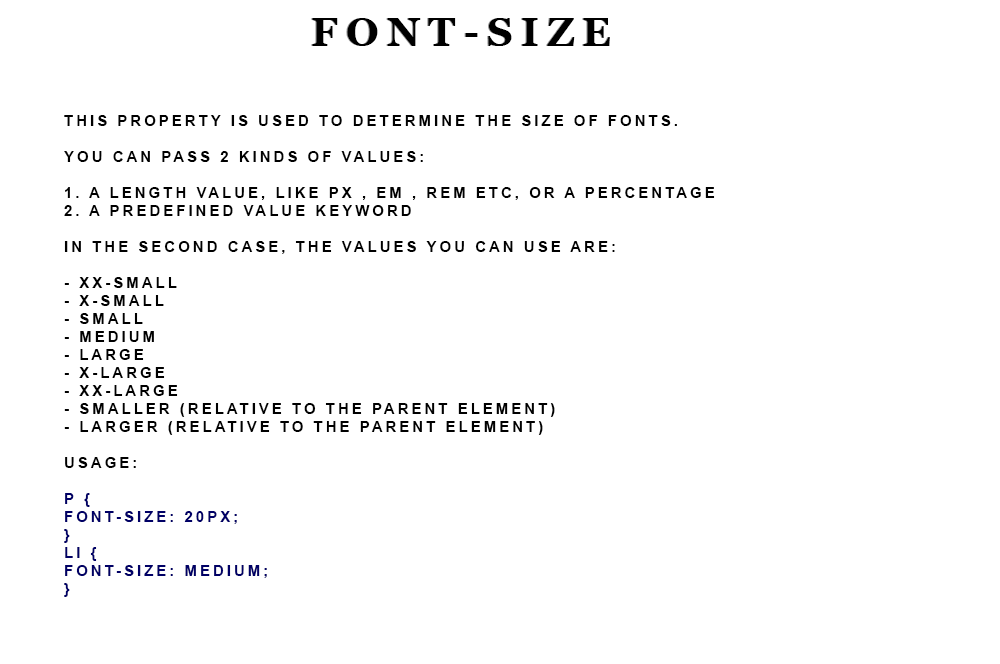 FONT-SIZE
THIS PROPERTY IS USED TO DETERMINE THE SIZE OF FONTS.
YOU CAN PASS 2 KINDS OF VALUES:
1. A LENGTH VALUE, LIKE PX , EM , REM ETC, OR A PERCENTAGE
2. A PREDEFINED VALUE KEYWORD
IN THE SECOND CASE, THE VALUES YOU CAN USE ARE:
- XX-SMALL
- X-SMALL
- SMALL
- MEDIUM
- LARGE
- X-LARGE
- XX-LARGE
- SMALLER (RELATIVE TO THE PARENT ELEMENT)
- LARGER (RELATIVE TO THE PARENT ELEMENT)
USAGE:
P {
FONT-SIZE: 20PX;
}
LI {
FONT-SIZE: MEDIUM;
}